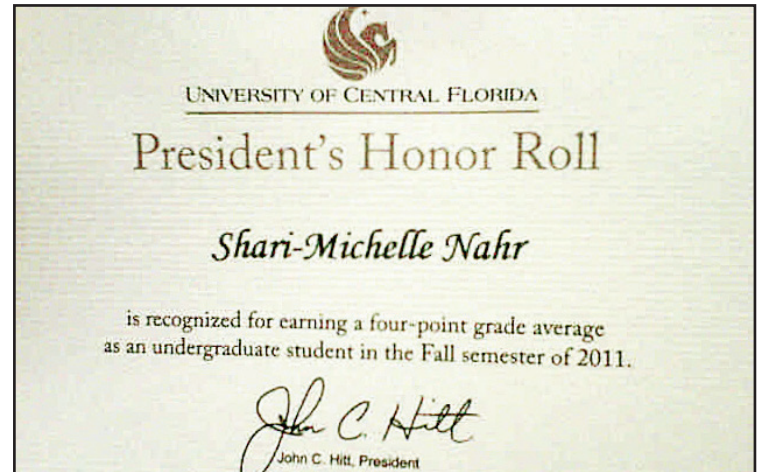 UNIVERSITY OF CENTRAL FLORIDA
President's Honor Roll
Shari-Michelle Nahr
is recognized for earning a four-point grade average
as an undergraduate student in the Fall semester of 2011.
John C. Hitt
John C. Hitt, President